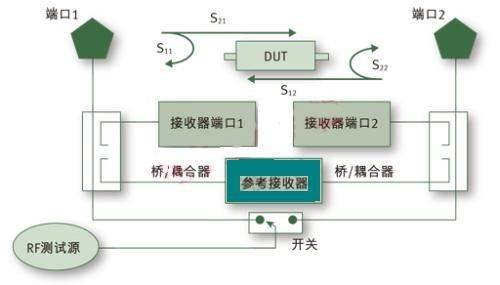 端口1
S21
端口2
S11
DUT
S22
S12
接收器端口1
接收器端口2
桥/耦合器
参考接收器
桥/耦合器
开关
RF测试源